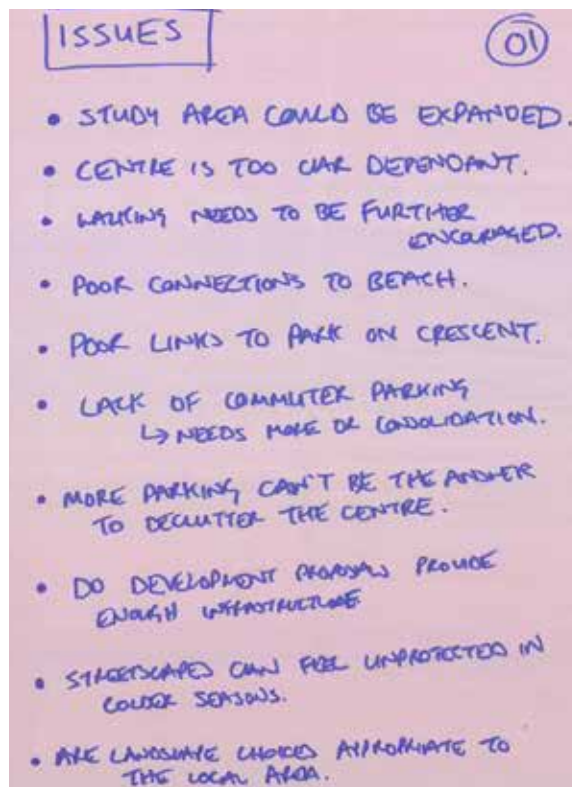 ISSUES
01
• STUDY AREA COULD BE EXPANDED.
• CENTRE IS TOO CAR DEPENDANT.
• WALKING NEEDS TO BE FURTHER
ENCOURAGED.
• POOR CONNECTIONS TO BEACH.
• POOR LINKS TO PARK ON CRESCENT.
• LACK OF COMMUTER PARKING
↳ NEEDS MORE OR CONSOLIDATION.
• MORE PARKING CAN'T BE THE ANSWER
TO DECLUTTER THE CENTRE.
• DO DEVELOPMENT PROPOSALS PROVIDE
ENOUGH INFRASTRUCTURE
• STREETSCAPES CAN FEEL UNPROTECTED IN
COLDER SEASONS.
• ARE LANDSCAPE CHOICES APPROPRIATE TO
THE LOCAL AREA.